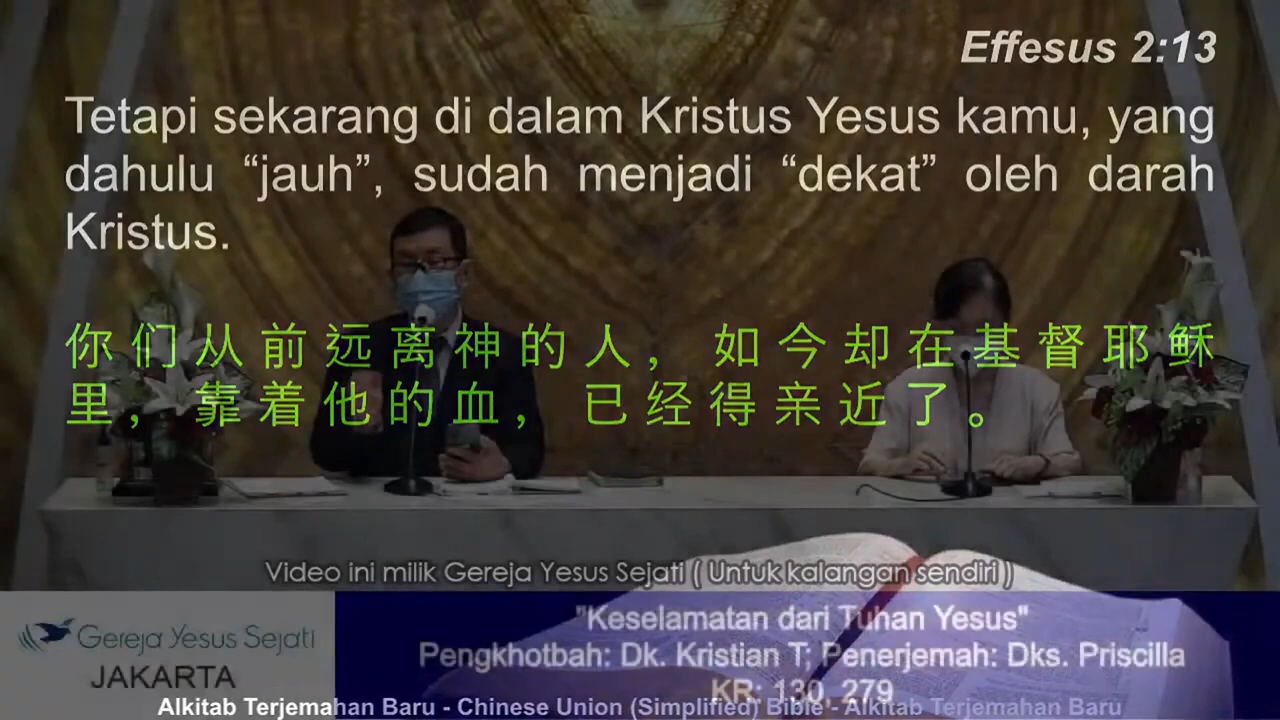 Effesus 2:13
Tetapi sekarang di dalam Kristus Yesus kamu, yang
dahulu “jauh”, sudah menjadi “dekat” oleh darah
Kristus.
你们从前远离神的人，如今却在基督耶稣
里，靠着他的血，已经得亲近了。
Video ini milik Gereja Yesus Sejati ( Untuk kalangan sendiri )
Gereja Yesus Sejati
JAKARTA
"Keselamatan dari Tuhan Yesus"
Pengkhotbah: Dk. Kristian T; Penerjemah: Dks. Priscilla
KR: 130, 279
Alkitab Terjemahan Baru - Chinese Union (Simplified) Bible - Alkitab Terjemahan Baru